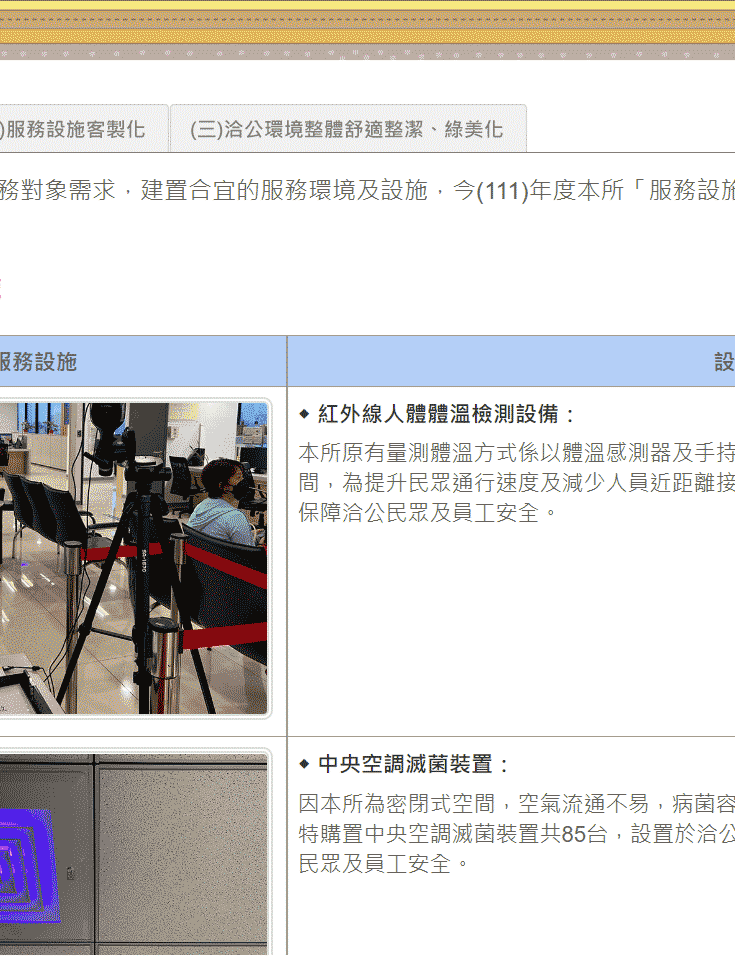 )服務設施客製化
(三)洽公環境整體舒適整潔、綠美化
務對象需求，建置合宜的服務環境及設施，今(111)年度本所「服務設施
服務設施
設
◆ 紅外線人體體溫檢測設備：
本所原有量測體溫方式係以體溫感測器及手持
間，為提升民眾通行速度及減少人員近距離接
保障洽公民眾及員工安全。
◆ 中央空調滅菌裝置：
因本所為密閉式空間，空氣流通不易，病菌容
特購置中央空調滅菌裝置共85台，設置於洽公
民眾及員工安全。